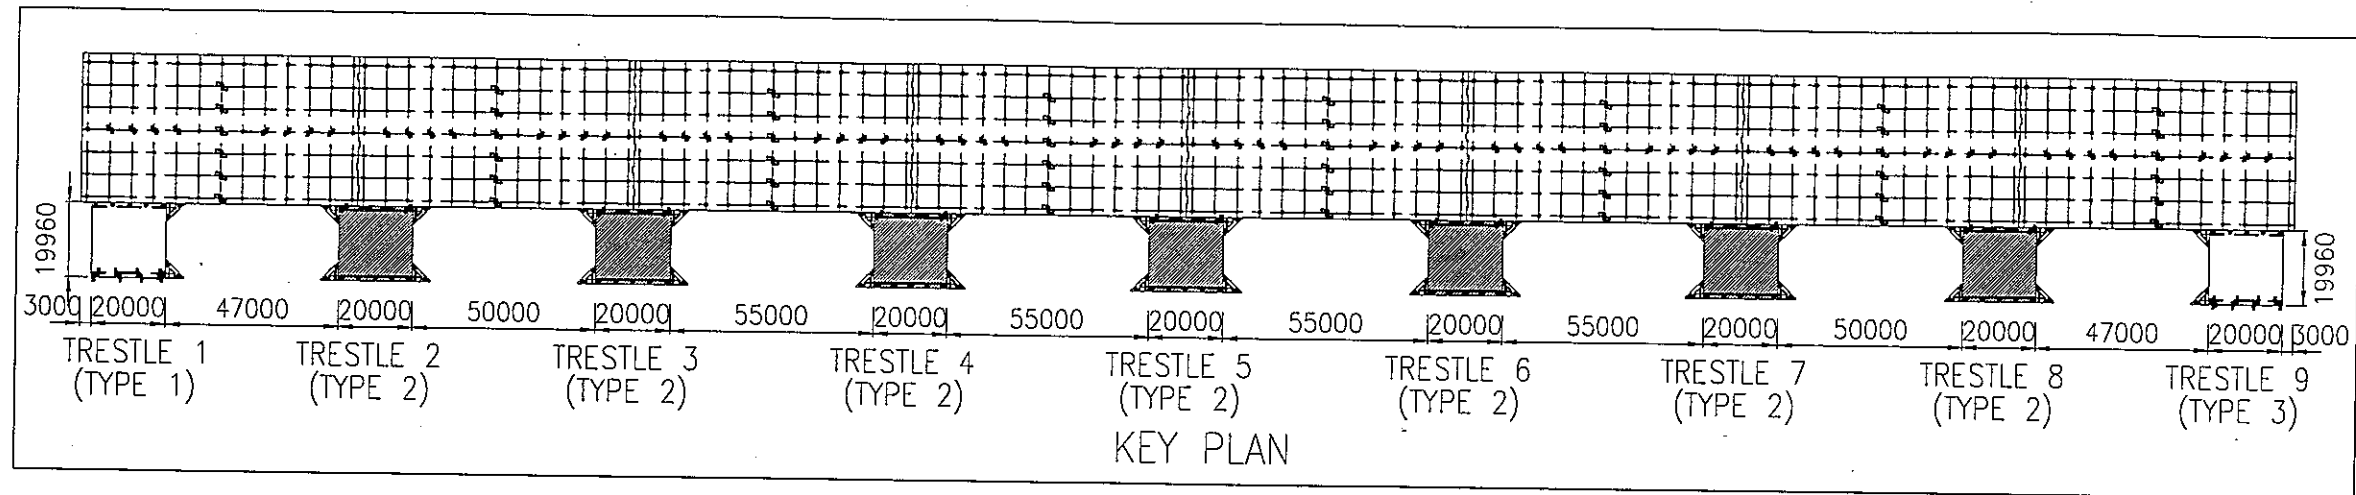 19960
19960
3000 20000 47000 20000 50000 20000 55000 20000 55000 20000 55000 20000 55000 20000 50000 20000 47000 20000 3000
TRESTLE 1 TRESTLE 2 TRESTLE 3 TRESTLE 4 TRESTLE 5 TRESTLE 6 TRESTLE 7 TRESTLE 8 TRESTLE 9
(TYPE 1) (TYPE 2) (TYPE 2) (TYPE 2) (TYPE 2) (TYPE 2) (TYPE 2) (TYPE 2) (TYPE 3)
KEY PLAN